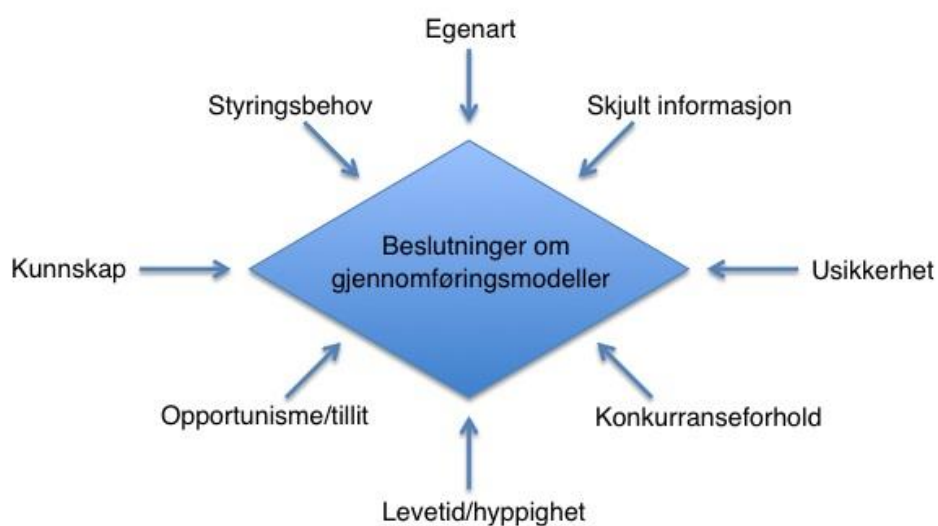 Egenart
Styringsbehov
Skjult informasjon
Beslutninger om
gjennomføringsmodeller
Kunnskap
Usikkerhet
Opportunisme/tillit
Konkurranseforhold
Levetid/hyppighet